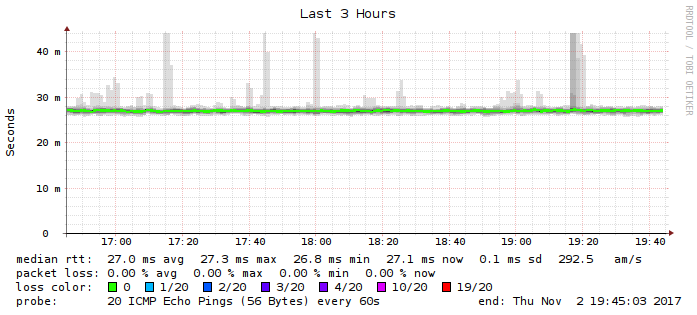 Last 3 Hours
RRDTOOL / TOBI OETIKER
Seconds
40 m
30 m
20 m
10 m
0
17:00 17:20 17:40 18:00 18:20 18:40 19:00 19:20 19:40
median rtt: 27.0 ms avg 27.3 ms max 26.8 ms min 27.1 ms now 0.1 ms sd 292.5 am/s
packet loss: 0.00 % avg 0.00 % max 0.00 % min 0.00 % now
loss color: 0 1/20 2/20 3/20 4/20 10/20 19/20
probe: 20 ICMP Echo Pings (56 Bytes) every 60s end: Thu Nov 2 19:45:03 2017